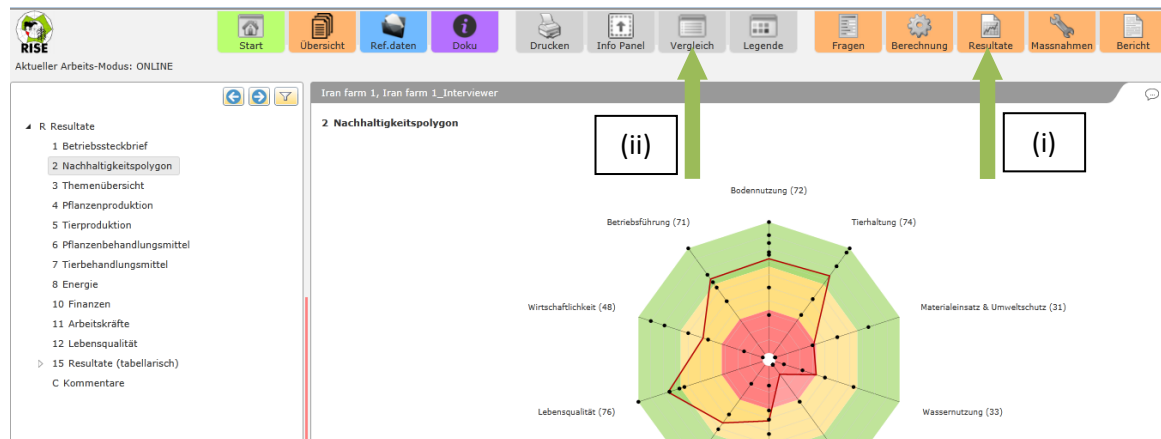 RISE
Start
Übersicht
Ref.daten
Doku
Drucken
Info Panel
Vergleich
Legende
Fragen
Berechnung
Resultate
Massnahmen
Bericht
Aktueller Arbeits-Modus: ONLINE
Iran farm 1, Iran farm 1_Interviewer
R Resultate
1 Betriebssteckbrief
2 Nachhaltigkeitspolygon
3 Themenübersicht
4 Pflanzenproduktion
5 Tierproduktion
6 Pflanzenbehandlungsmittel
7 Tierbehandlungsmittel
8 Energie
10 Finanzen
11 Arbeitskräfte
12 Lebensqualität
15 Resultate (tabellarisch)
C Kommentare
2 Nachhaltigkeitspolygon
(ii)
(i)
Bodennutzung (72)
Betriebsführung (71)
Tierhaltung (74)
Wirtschaftlichkeit (48)
Materialeinsatz & Umweltschutz (31)
Lebensqualität (76)
Wassernutzung (33)